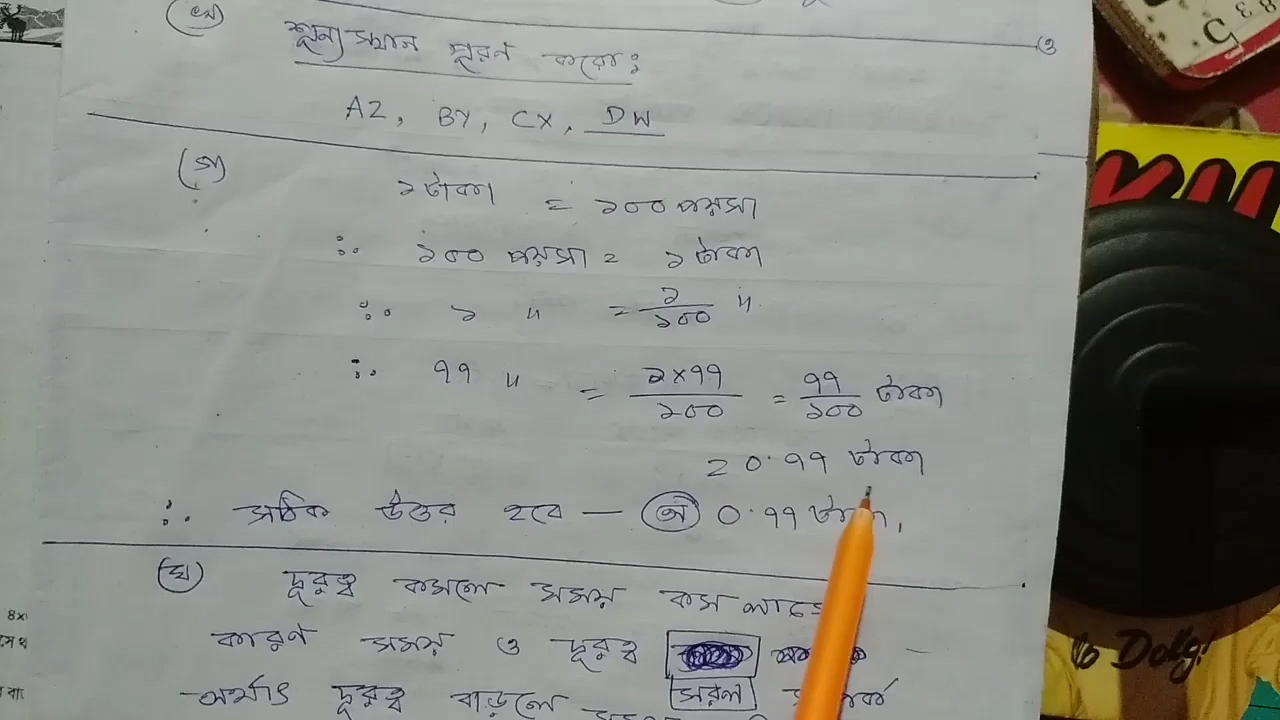 (খ)
শূন্যস্থান পূরণ করো:
AZ, BY, CX, DW
(গ)
১ টাকা = ১০০ পয়সা
∴ ১০০ পয়সা = ১ টাকা
∴ ১ " = ১/১০০ "
∴ ৭৭ " = ১×৭৭/১০০ = ৭৭/১০০ টাকা
= ০.৭৭ টাকা
∴ সঠিক উত্তর হবে — (অ) ০.৭৭ টাকা,
(ঘ) দূরত্ব কমলে সময় কম লাগে
কারণ সময় ও দূরত্ব
অর্থাৎ দূরত্ব বাড়লে সরল
Dolly!